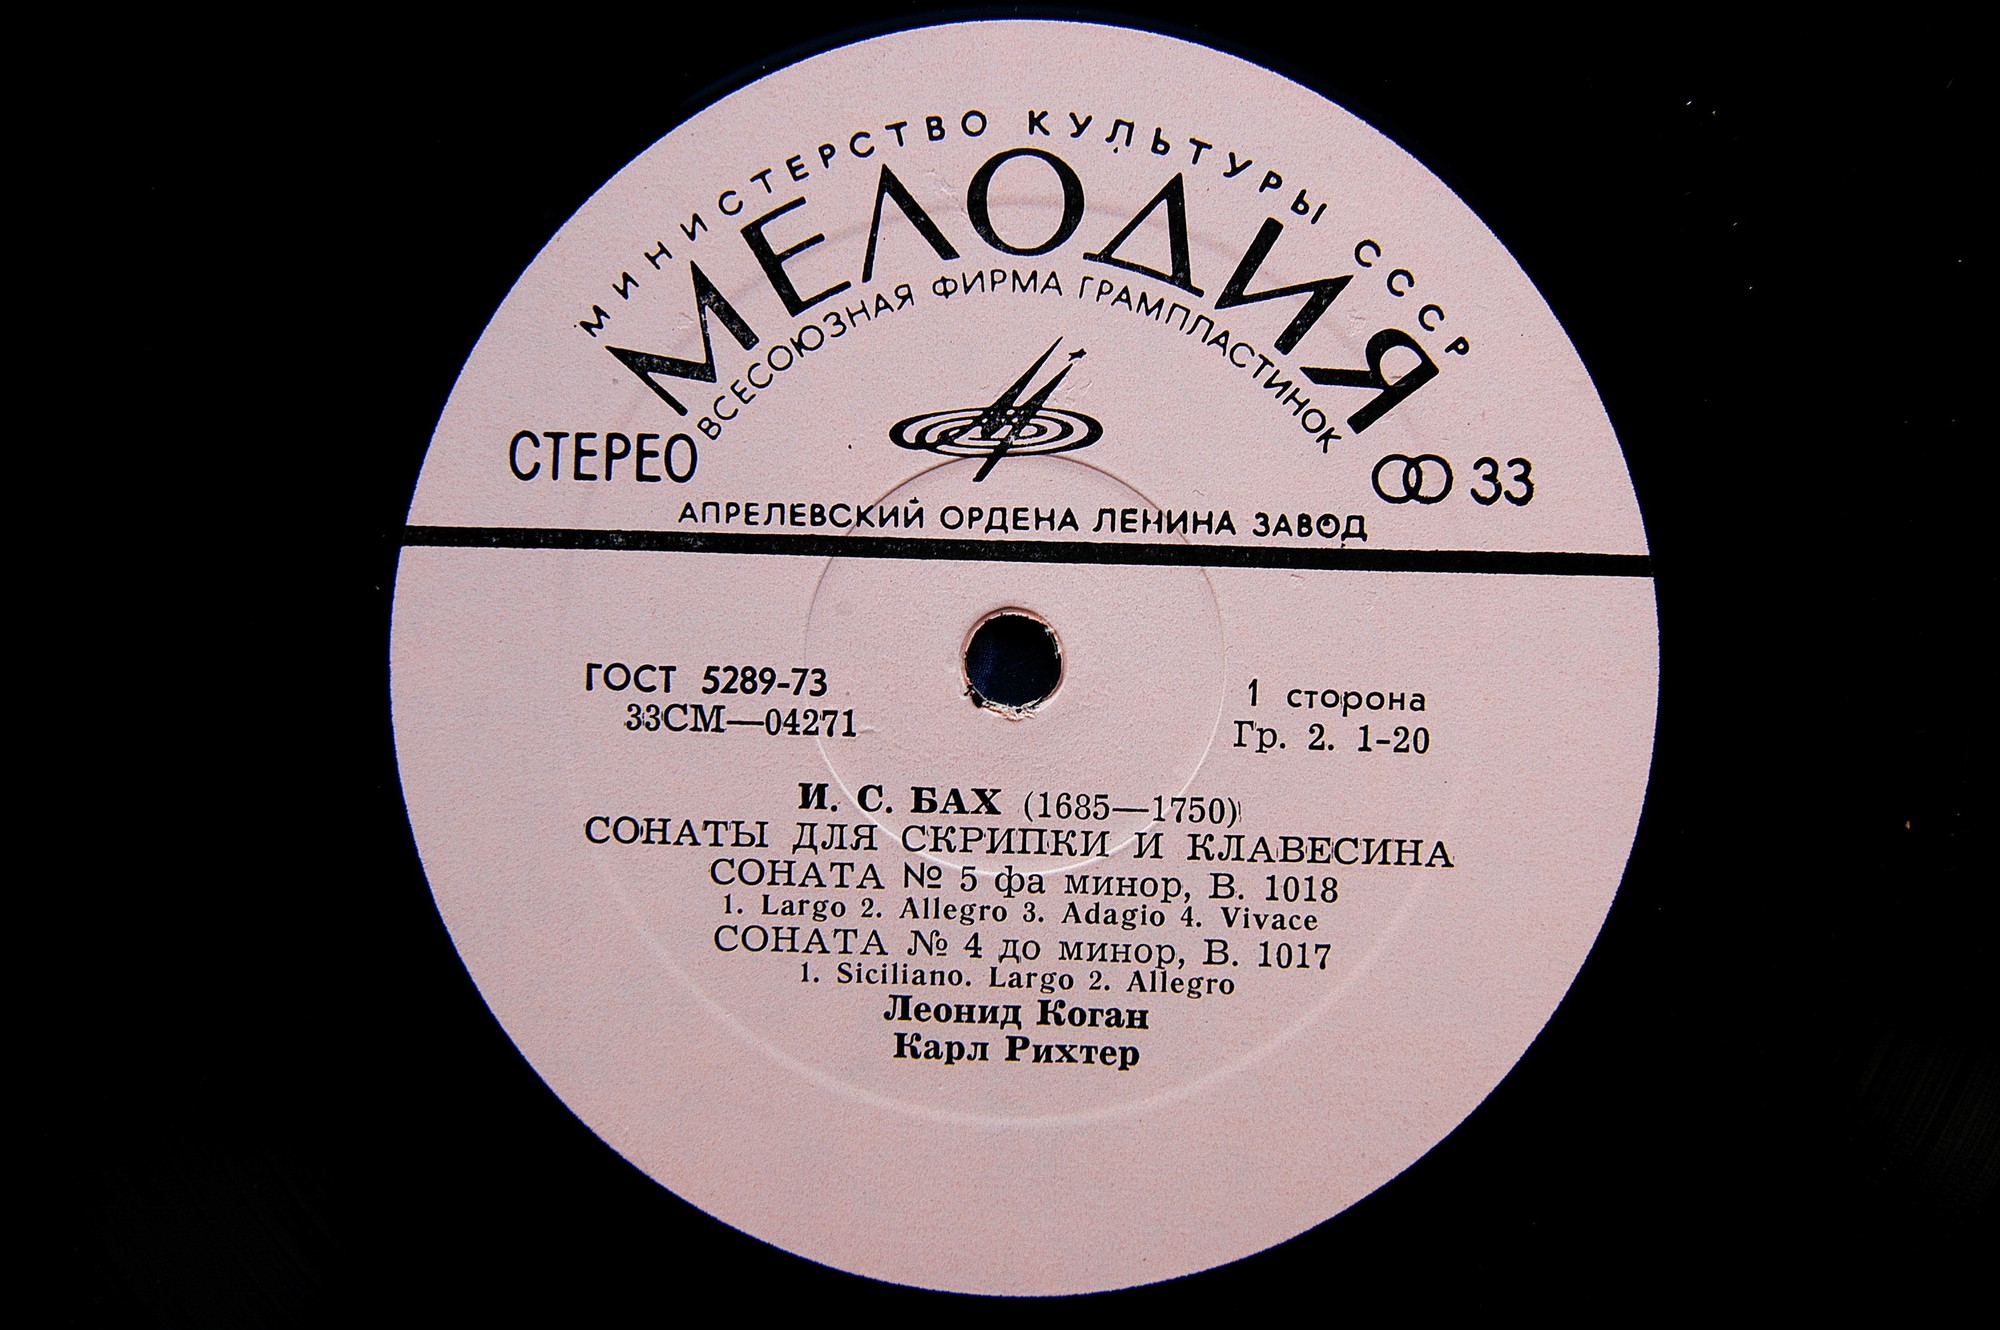 МИНИСТЕРСТВО КУЛЬТУРЫ СССР
МЕЛОДИЯ
ВСЕСОЮЗНАЯ ФИРМА ГРАМПЛАСТИНОК
СТЕРЕО
33
АПРЕЛЕВСКИЙ ОРДЕНА ЛЕНИНА ЗАВОД
ГОСТ 5289-73
33СМ—04271
1 сторона
Гр. 2. 1-20
И. С. БАХ (1685—1750)
СОНАТЫ ДЛЯ СКРИПКИ И КЛАВЕСИНА
СОНАТА № 5 фа минор, В. 1018
1. Largo 2. Allegro 3. Adagio 4. Vivace
СОНАТА № 4 до минор, В. 1017
1. Siciliano. Largo 2. Allegro
Леонид Коган
Карл Рихтер